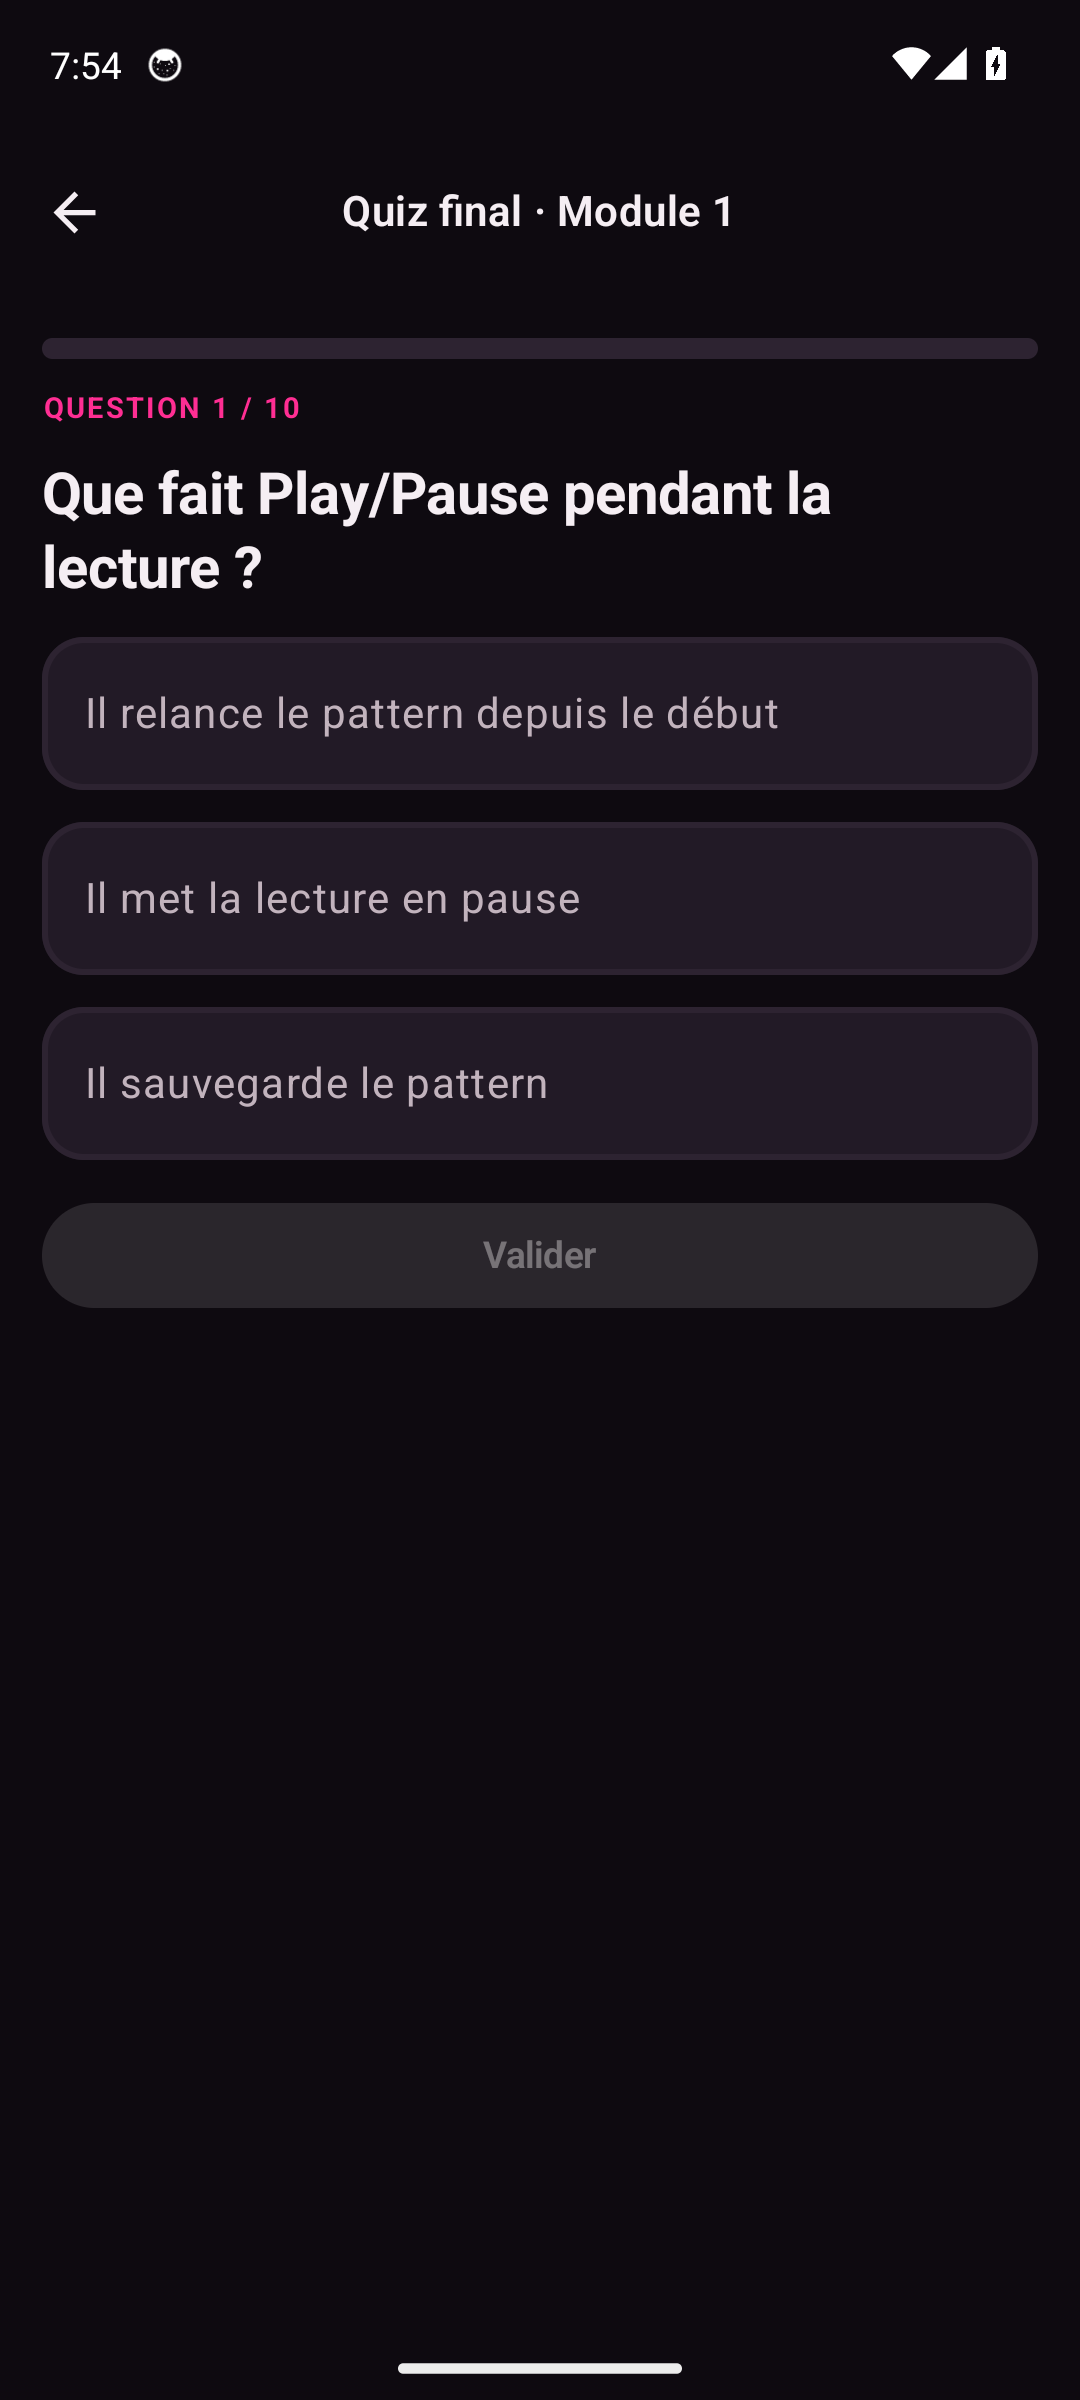 7:54
Quiz final · Module 1
QUESTION 1 / 10
Que fait Play/Pause pendant la
lecture ?
Il relance le pattern depuis le début
Il met la lecture en pause
Il sauvegarde le pattern
Valider